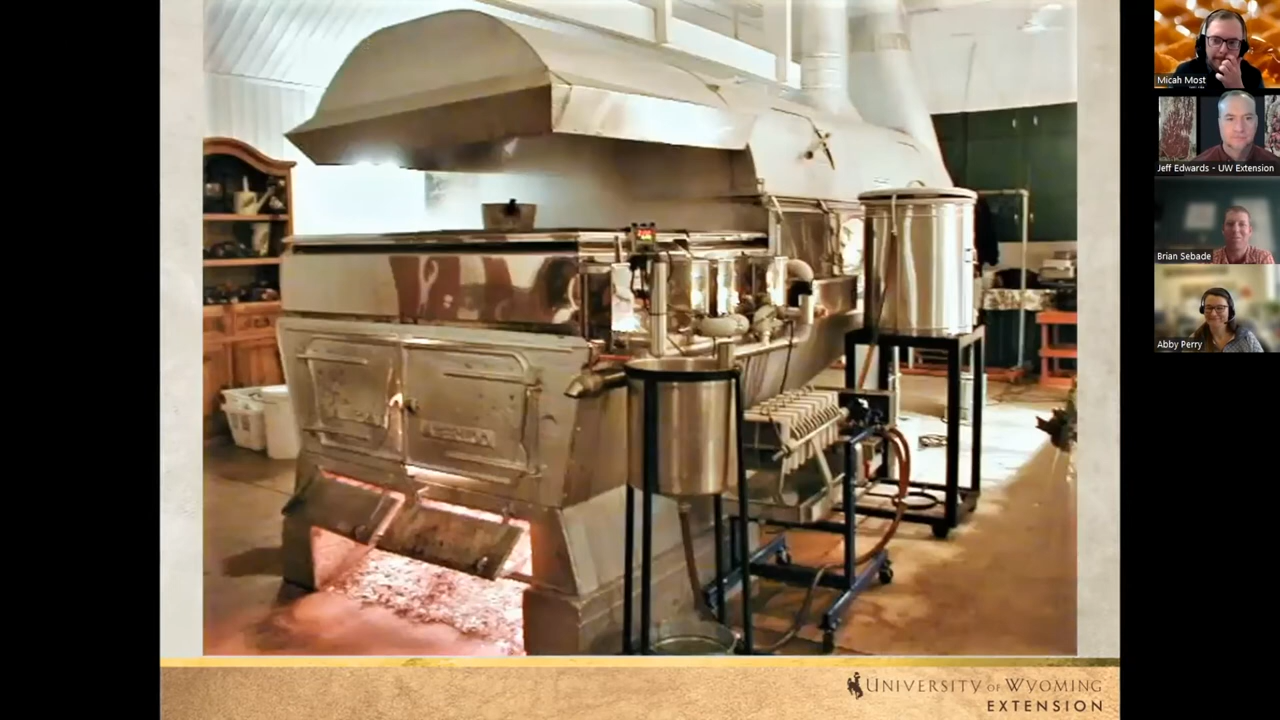 Micah Most
Jeff Edwards - UW Extension
Brian Sebade
Abby Perry
UNIVERSITY OF WYOMING
EXTENSION